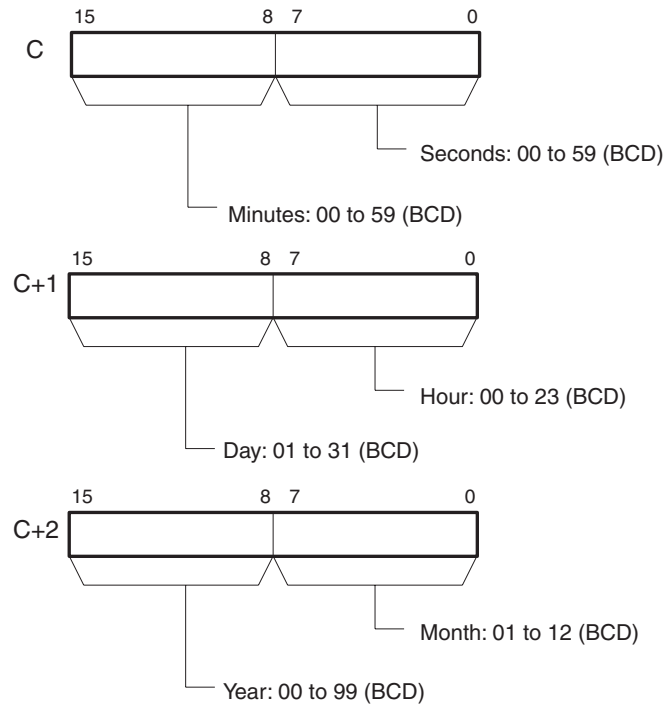 15 8 7 0
C
Seconds: 00 to 59 (BCD)
Minutes: 00 to 59 (BCD)
15 8 7 0
C+1
Hour: 00 to 23 (BCD)
Day: 01 to 31 (BCD)
15 8 7 0
C+2
Month: 01 to 12 (BCD)
Year: 00 to 99 (BCD)